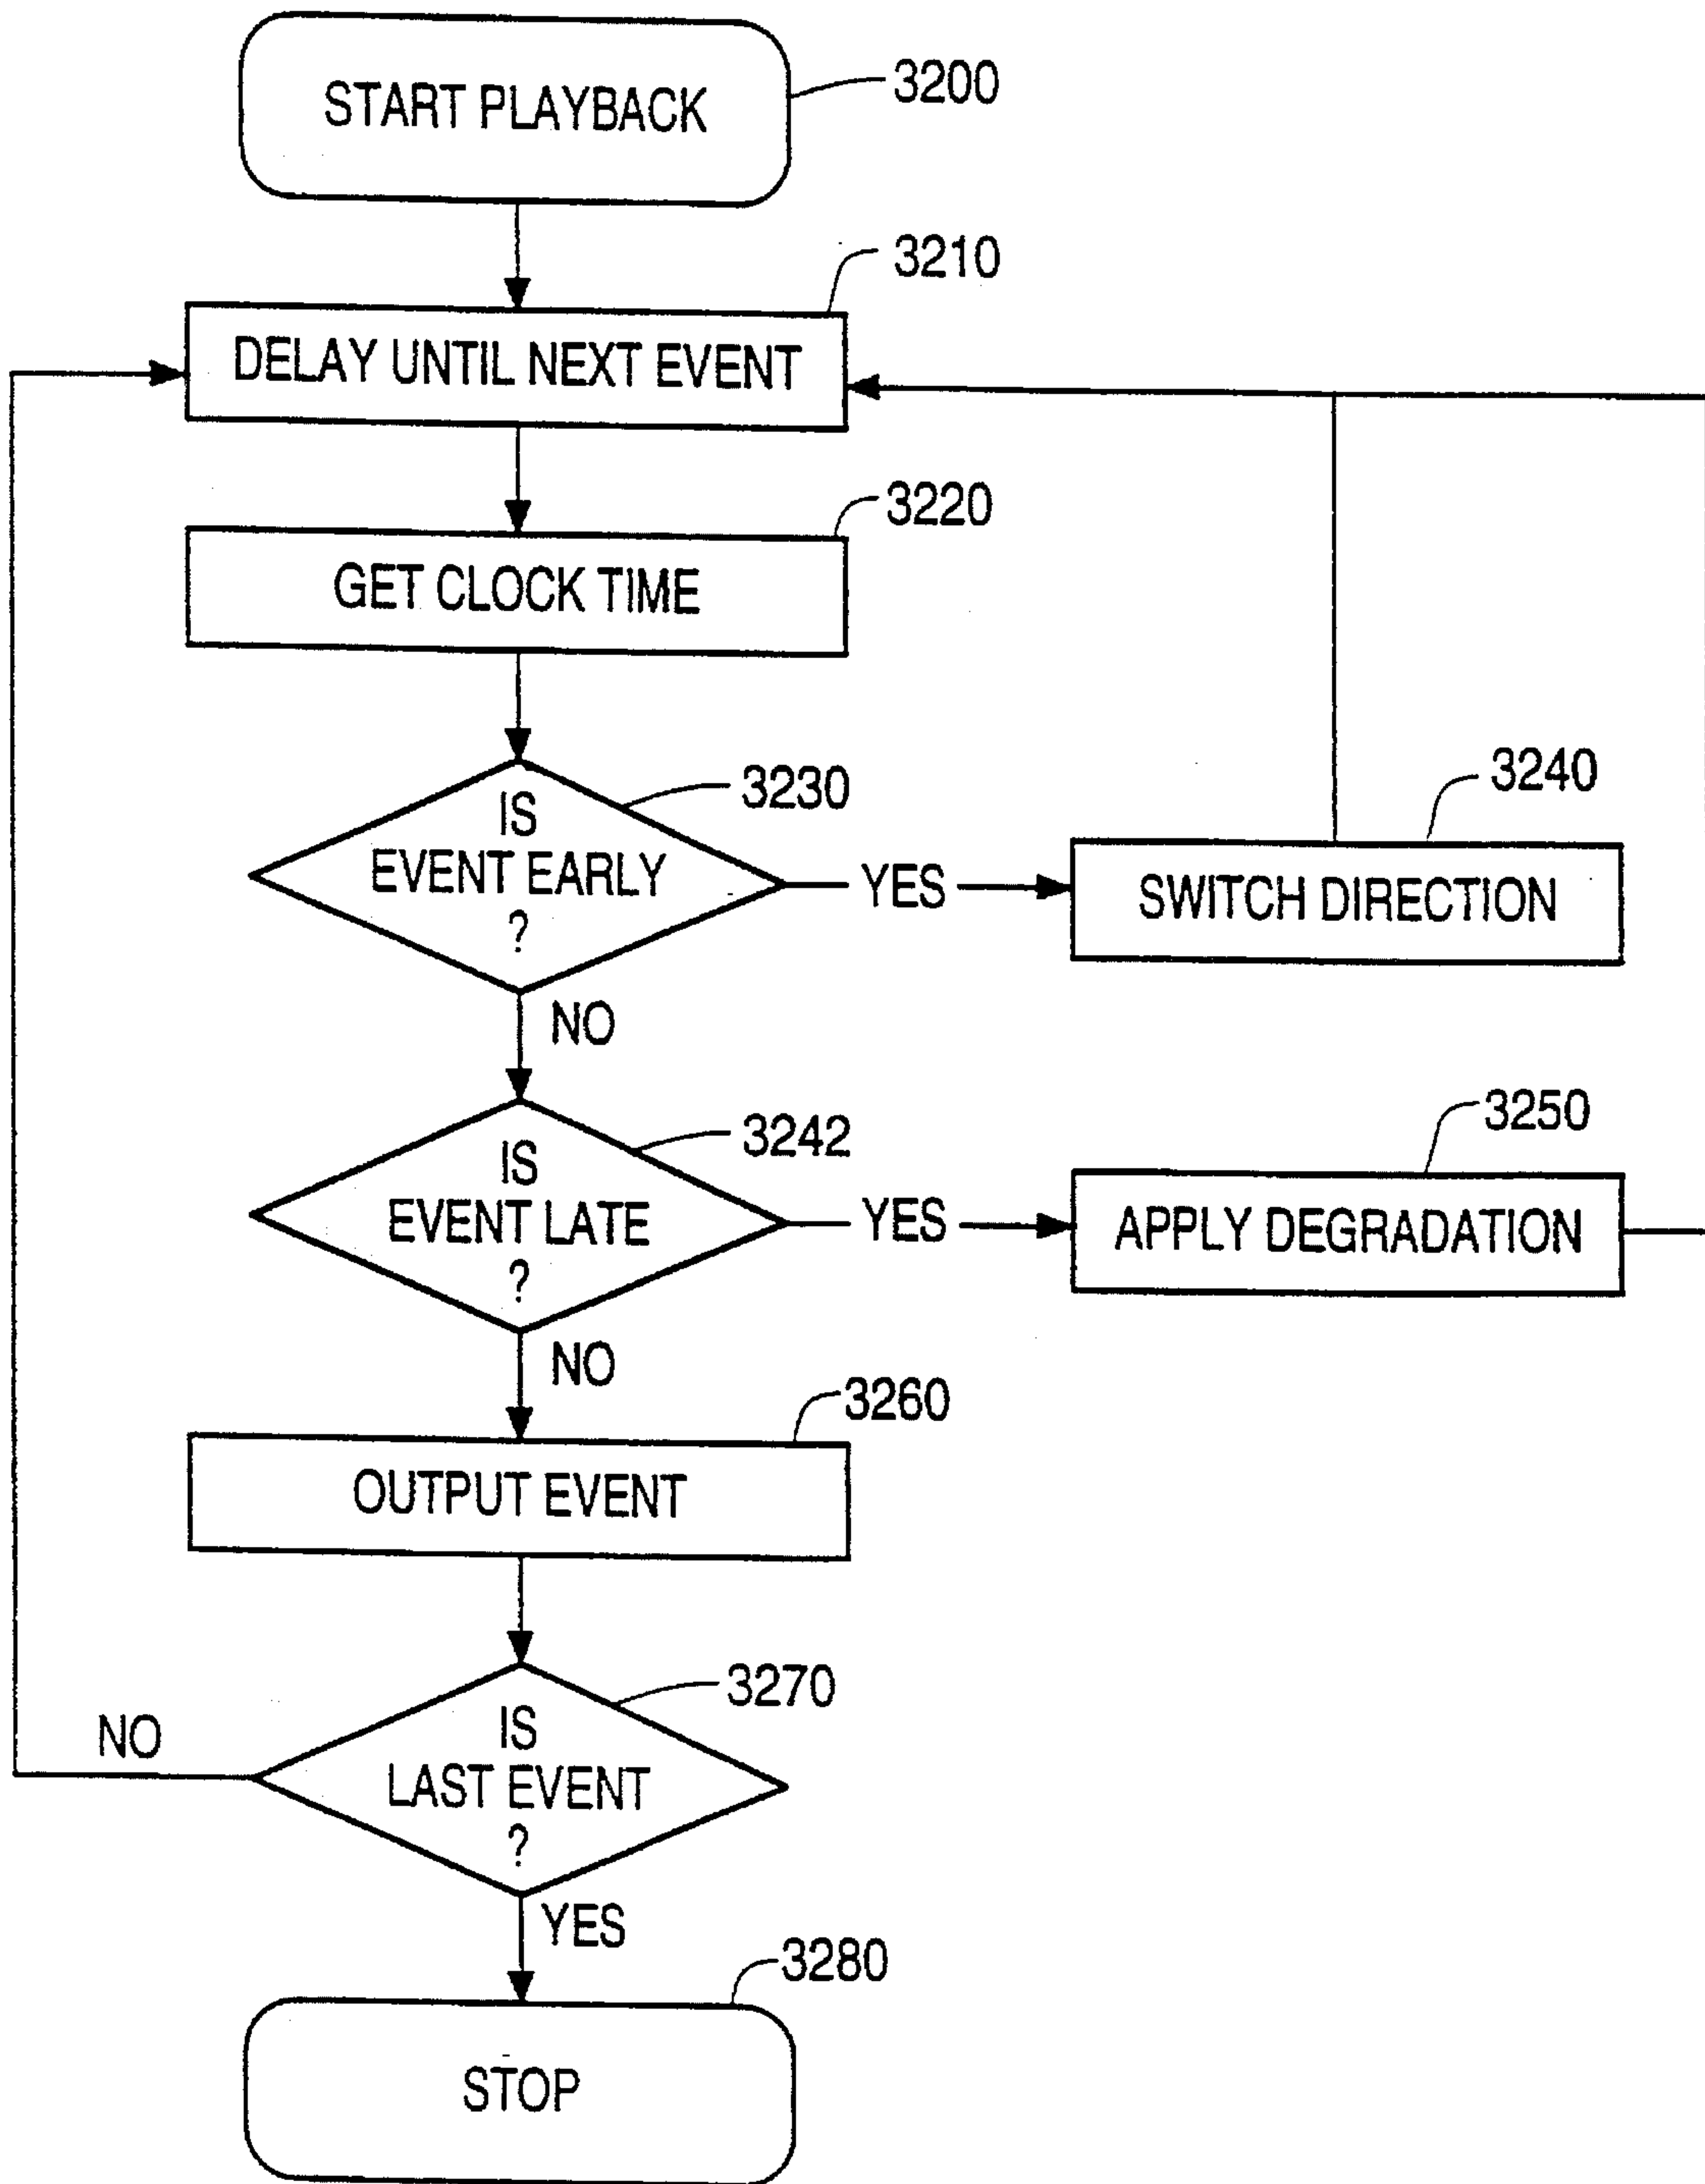 START PLAYBACK
3200
3210
DELAY UNTIL NEXT EVENT
3220
GET CLOCK TIME
3230
IS
EVENT EARLY
?
YES
3240
SWITCH DIRECTION
NO
3242
IS
EVENT LATE
?
YES
3250
APPLY DEGRADATION
NO
3260
OUTPUT EVENT
3270
IS
LAST EVENT
?
NO
YES
3280
STOP